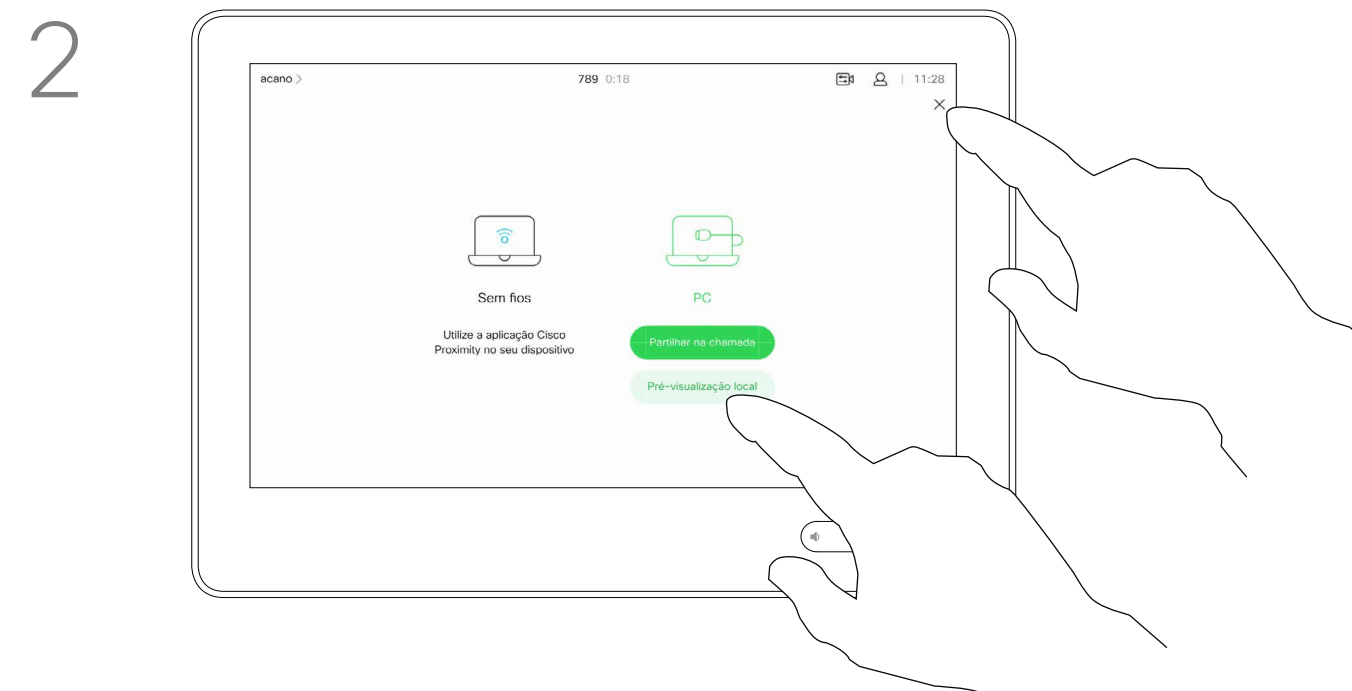 2
acano >
789 0:18
11:28
Sem fios
PC
Utilize a aplicação Cisco
Proximity no seu dispositivo
Partilhar na chamada
Pré-visualização local